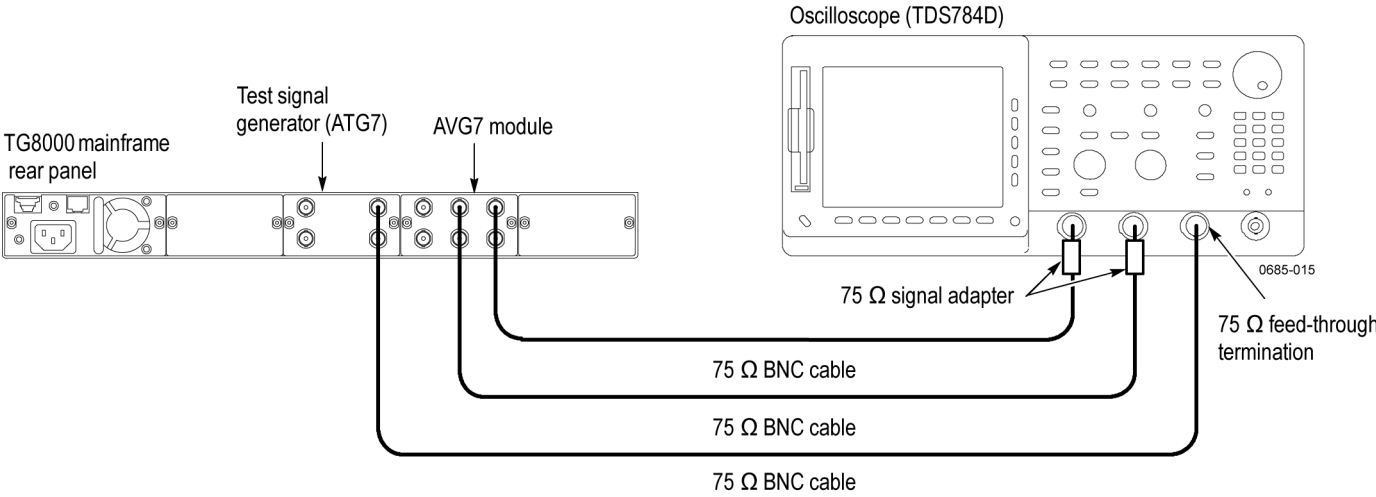 Oscilloscope (TDS784D)
Test signal
generator (ATG7)
AVG7 module
TG8000 mainframe
rear panel
0685-015
75 Ω signal adapter
75 Ω feed-through
termination
75 Ω BNC cable
75 Ω BNC cable
75 Ω BNC cable